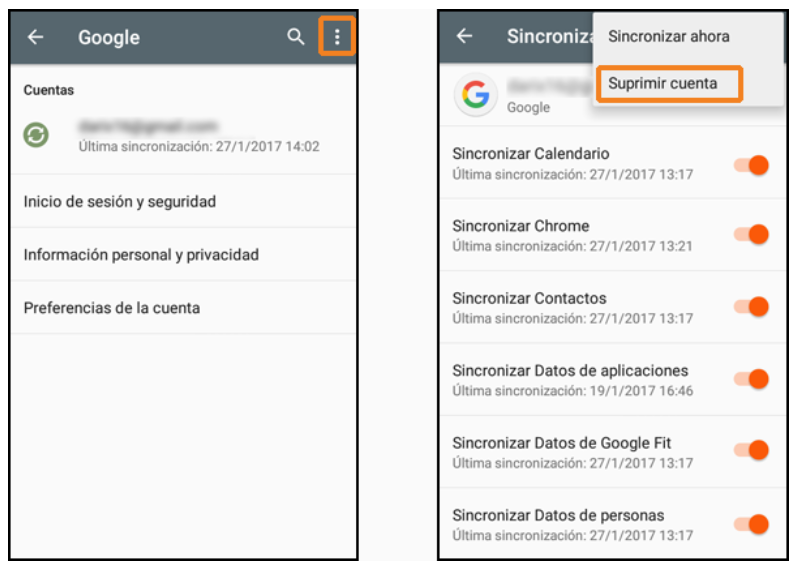 Google
Cuentas
Última sincronización: 27/1/2017 14:02
Inicio de sesión y seguridad
Información personal y privacidad
Preferencias de la cuenta
Sincroniza
Sincronizar ahora
Suprimir cuenta
Google
Sincronizar Calendario
Última sincronización: 27/1/2017 13:17
Sincronizar Chrome
Última sincronización: 27/1/2017 13:21
Sincronizar Contactos
Última sincronización: 27/1/2017 13:17
Sincronizar Datos de aplicaciones
Última sincronización: 19/1/2017 16:46
Sincronizar Datos de Google Fit
Última sincronización: 27/1/2017 13:17
Sincronizar Datos de personas
Última sincronización: 27/1/2017 13:17